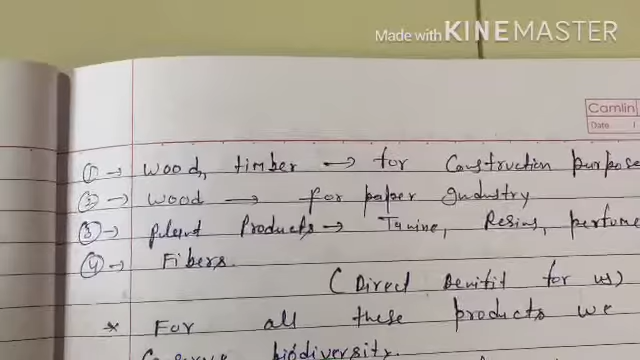 Made with KINEMASTER
Camlin
Date
① → Wood, timber → for Construction purpose
② → Wood → for paper industry
③ → Plant Products → Tanine, Resins, perfume
④ → Fibers
(Direct Benifit for us)
* For all these products we
Conserve biodiversity.